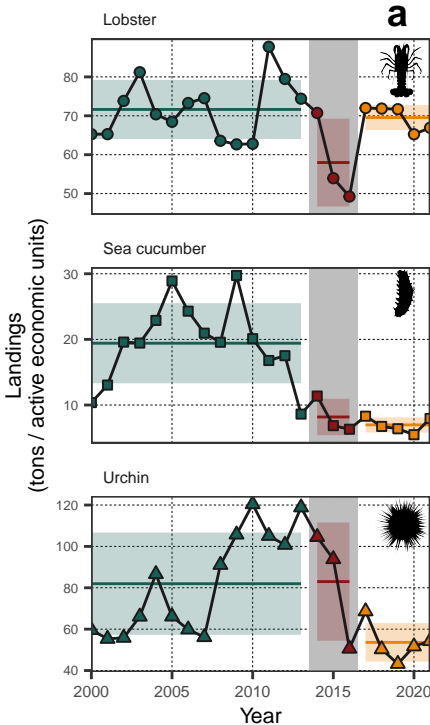 a
Lobster
80
70
60
50
Sea cucumber
30
20
10
Urchin
120
100
80
60
40
2000 2005 2010 2015 2020
Year
Landings
(tons / active economic units)